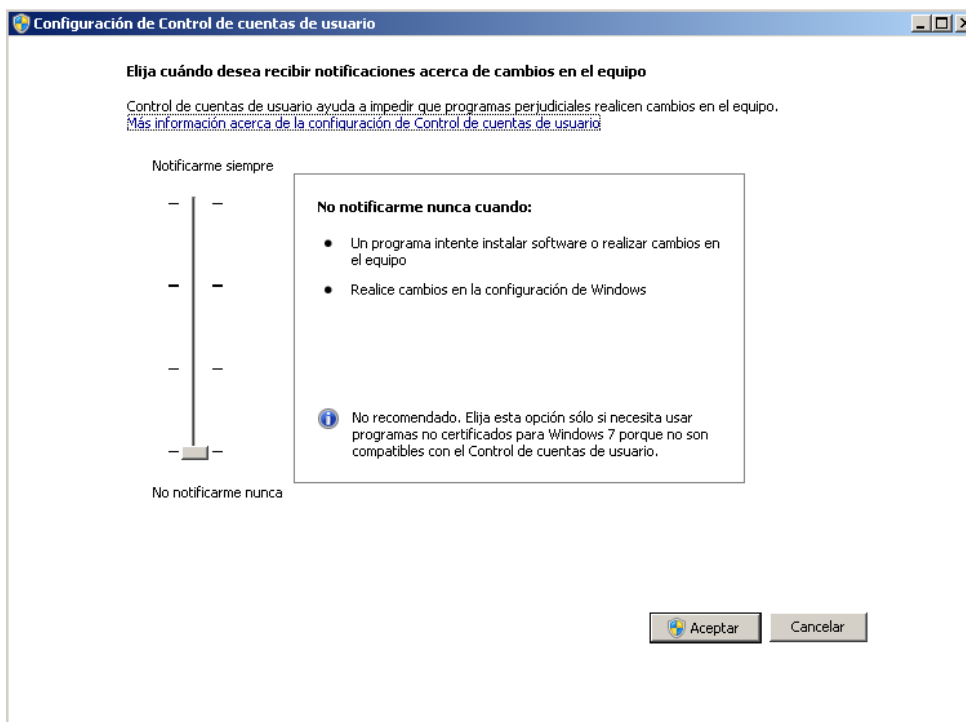 Configuración de Control de cuentas de usuario
Elija cuándo desea recibir notificaciones acerca de cambios en el equipo
Control de cuentas de usuario ayuda a impedir que programas perjudiciales realicen cambios en el equipo.
Más información acerca de la configuración de Control de cuentas de usuario
Notificarme siempre
No notificarme nunca cuando:
Un programa intente instalar software o realizar cambios en
el equipo
Realice cambios en la configuración de Windows
No recomendado. Elija esta opción sólo si necesita usar
programas no certificados para Windows 7 porque no son
compatibles con el Control de cuentas de usuario.
No notificarme nunca
Aceptar
Cancelar